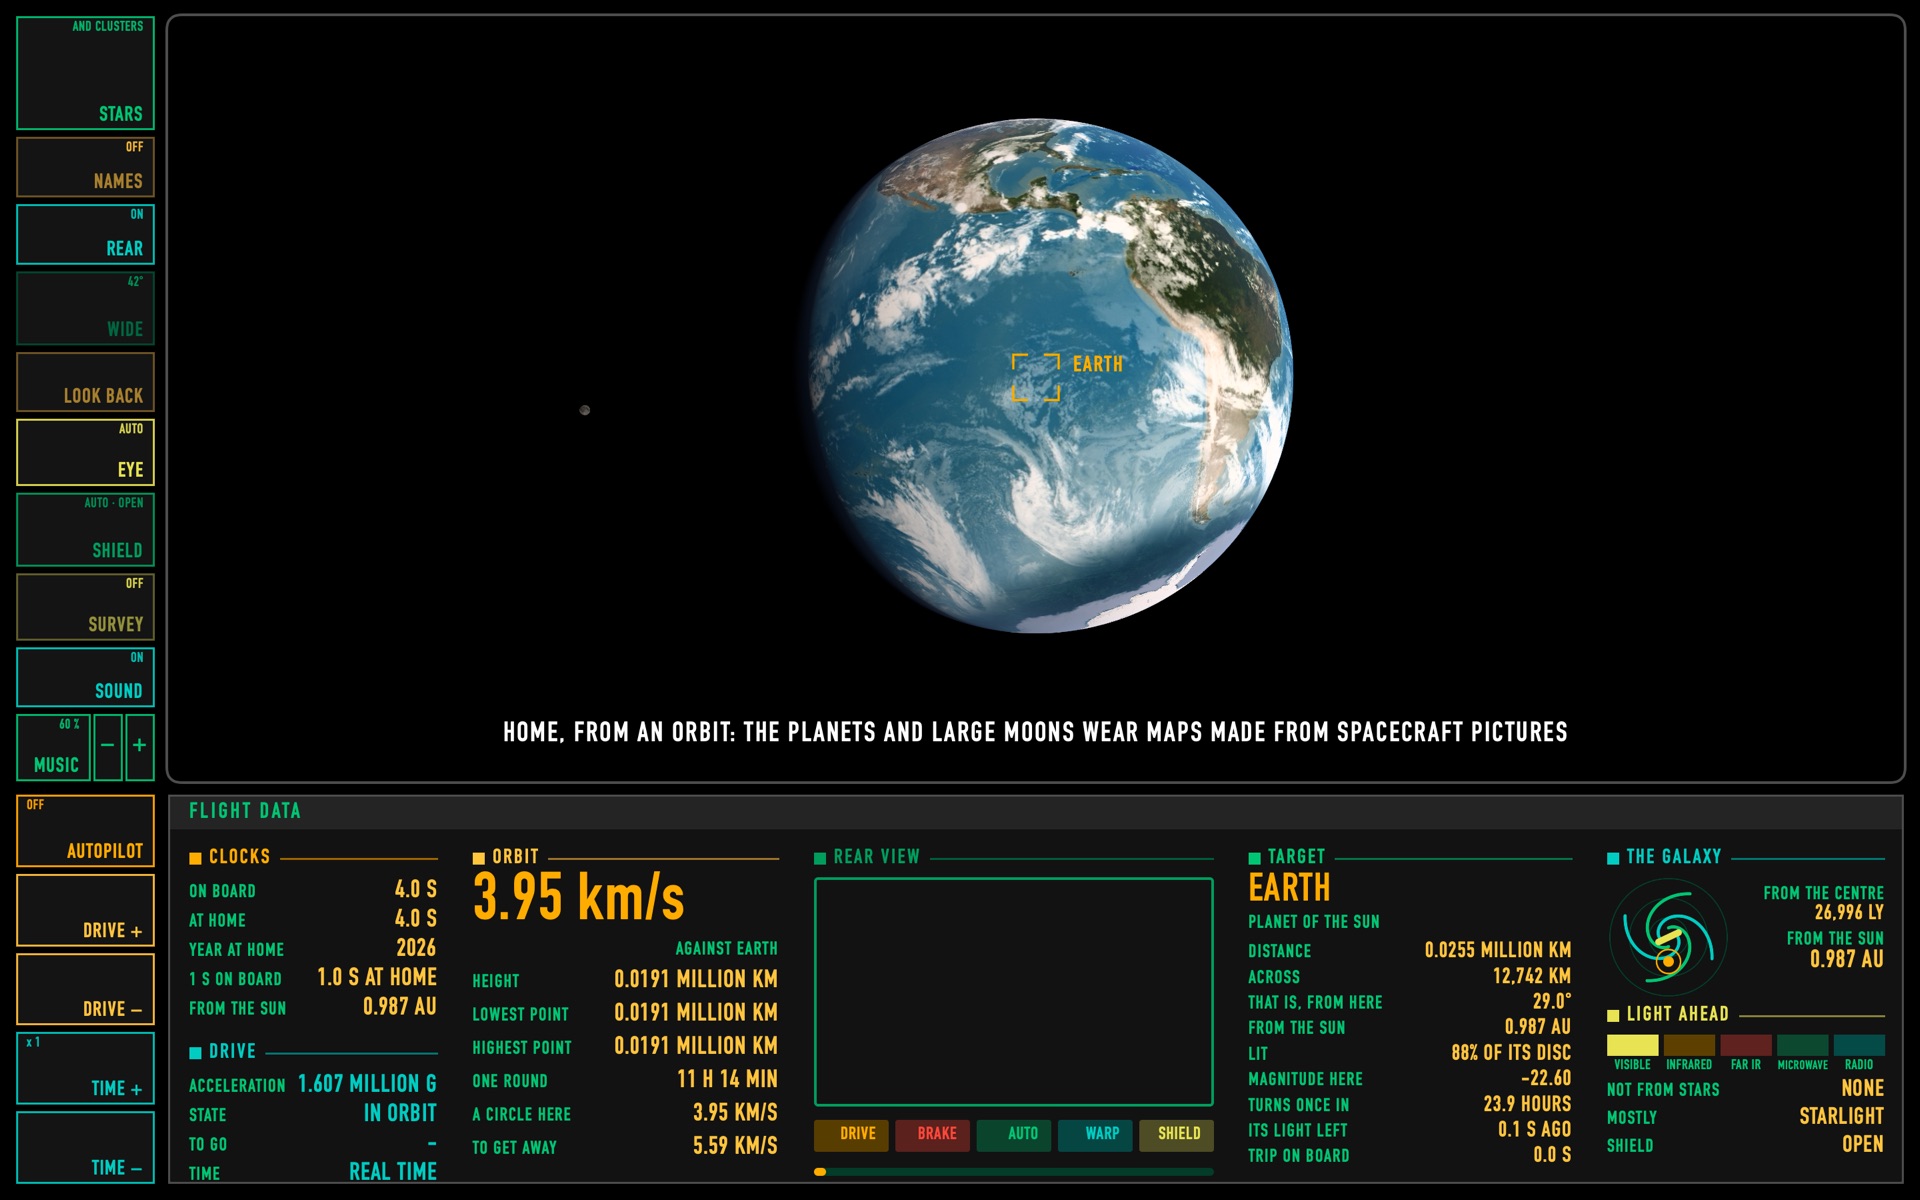 AND CLUSTERS
STARS
OFF
NAMES
ON
REAR
42°
WIDE
LOOK BACK
AUTO
EYE
AUTO · OPEN
SHIELD
OFF
SURVEY
ON
SOUND
60 %
MUSIC
−
+
OFF
AUTOPILOT
DRIVE +
DRIVE −
x 1
TIME +
TIME −
EARTH
HOME, FROM AN ORBIT: THE PLANETS AND LARGE MOONS WEAR MAPS MADE FROM SPACECRAFT PICTURES
FLIGHT DATA
CLOCKS
ON BOARD 4.0 S
AT HOME 4.0 S
YEAR AT HOME 2026
1 S ON BOARD 1.0 S AT HOME
FROM THE SUN 0.987 AU
DRIVE
ACCELERATION 1.607 MILLION G
STATE IN ORBIT
TO GO –
TIME REAL TIME
ORBIT
3.95 km/s
AGAINST EARTH
HEIGHT 0.0191 MILLION KM
LOWEST POINT 0.0191 MILLION KM
HIGHEST POINT 0.0191 MILLION KM
ONE ROUND 11 H 14 MIN
A CIRCLE HERE 3.95 KM/S
TO GET AWAY 5.59 KM/S
REAR VIEW
DRIVE BRAKE AUTO WARP SHIELD
TARGET
EARTH
PLANET OF THE SUN
DISTANCE 0.0255 MILLION KM
ACROSS 12,742 KM
THAT IS, FROM HERE 29.0°
FROM THE SUN 0.987 AU
LIT 88% OF ITS DISC
MAGNITUDE HERE −22.60
TURNS ONCE IN 23.9 HOURS
ITS LIGHT LEFT 0.1 S AGO
TRIP ON BOARD 0.0 S
THE GALAXY
FROM THE CENTRE
26,996 LY
FROM THE SUN
0.987 AU
LIGHT AHEAD
VISIBLE INFRARED FAR IR MICROWAVE RADIO
NOT FROM STARS NONE
MOSTLY STARLIGHT
SHIELD OPEN